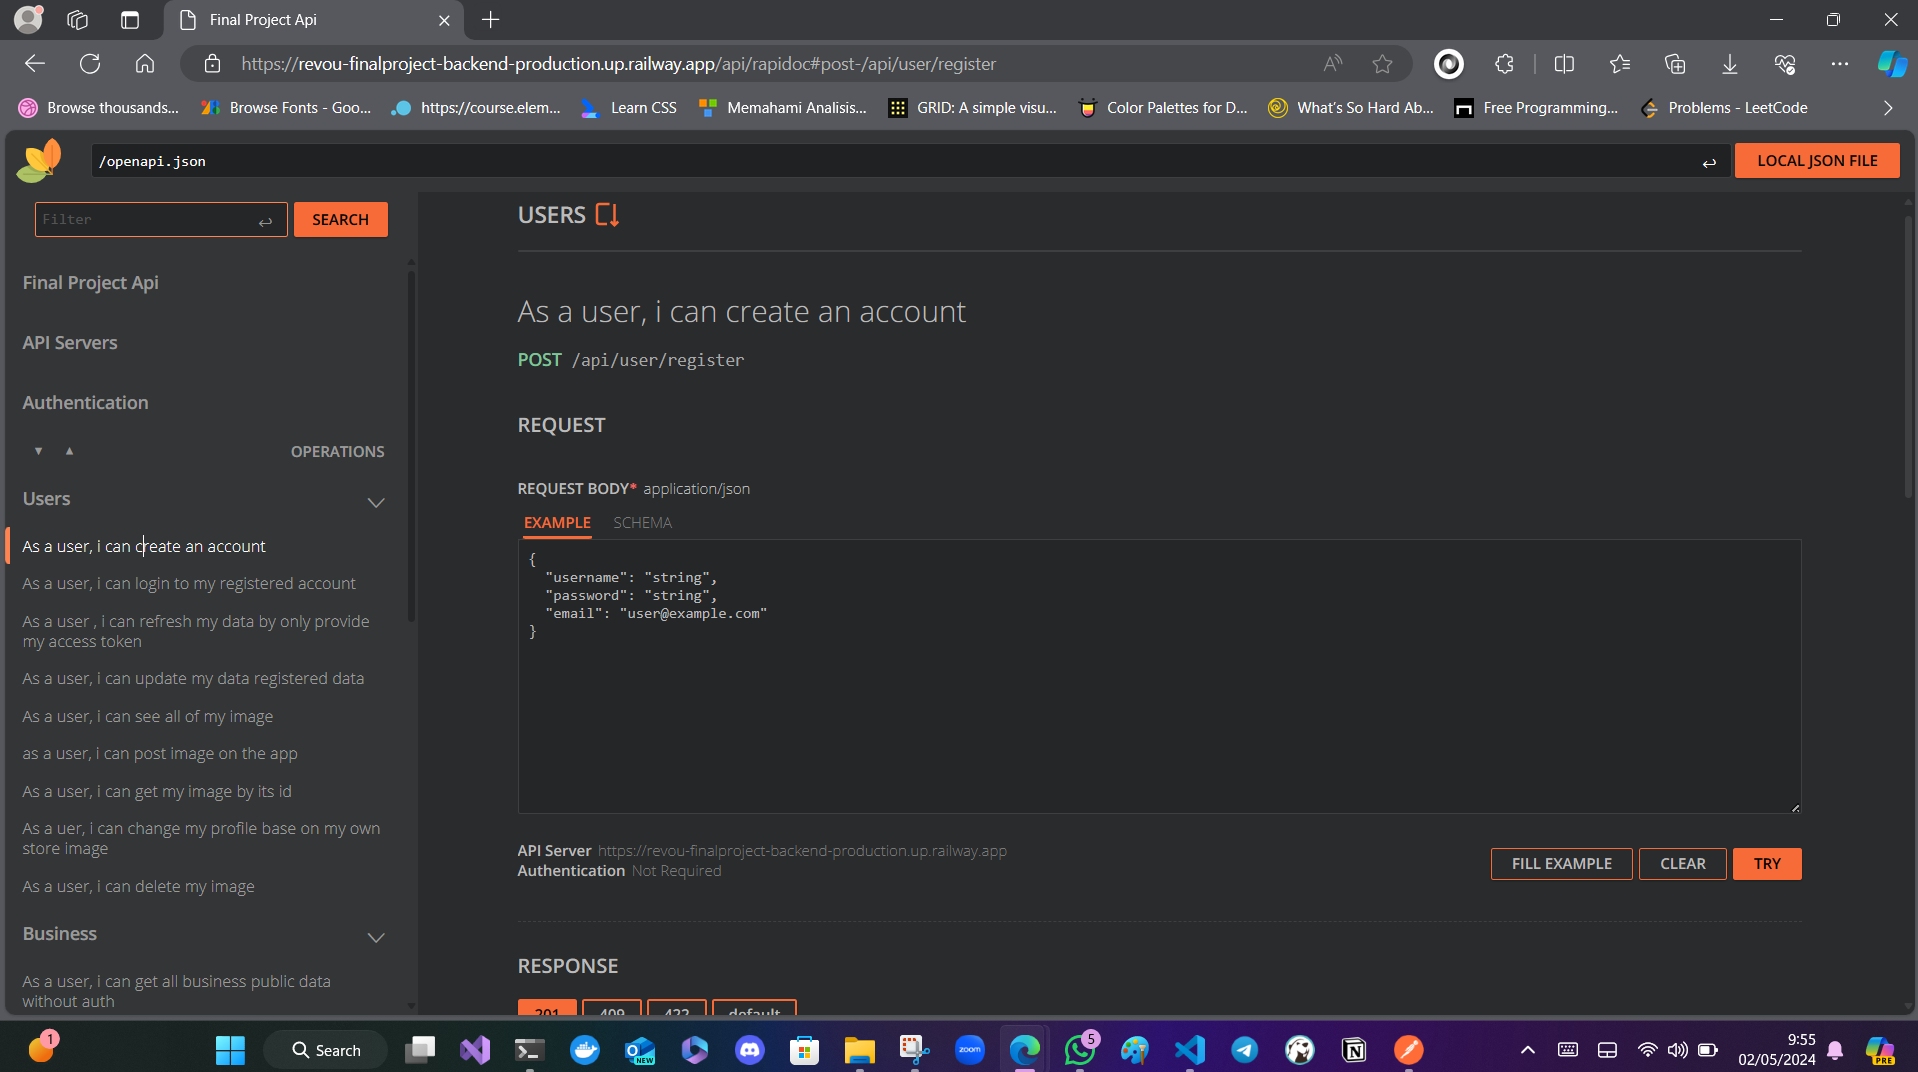 Final Project Api
https://revou-finalproject-backend-production.up.railway.app/api/rapidoc#post-/api/user/register
Browse thousands...
Browse Fonts - Goo...
https://course.elem...
Learn CSS
Memahami Analisis...
GRID: A simple visu...
Color Palettes for D...
What's So Hard Ab...
Free Programming...
Problems - LeetCode
/openapi.json
LOCAL JSON FILE
Filter
SEARCH
Final Project Api
API Servers
Authentication
OPERATIONS
Users
As a user, i can create an account
As a user, i can login to my registered account
As a user , i can refresh my data by only provide
my access token
As a user, i can update my data registered data
As a user, i can see all of my image
as a user, i can post image on the app
As a user, i can get my image by its id
As a uer, i can change my profile base on my own
store image
As a user, i can delete my image
Business
As a user, i can get all business public data
without auth
USERS
As a user, i can create an account
POST /api/user/register
REQUEST
REQUEST BODY* application/json
EXAMPLE
SCHEMA
{
"username": "string",
"password": "string",
"email": "user@example.com"
}
API Server https://revou-finalproject-backend-production.up.railway.app
Authentication Not Required
FILL EXAMPLE
CLEAR
TRY
RESPONSE
201
409
422
default
1
Search
NEW
zoom
5
9:55
02/05/2024
PRE